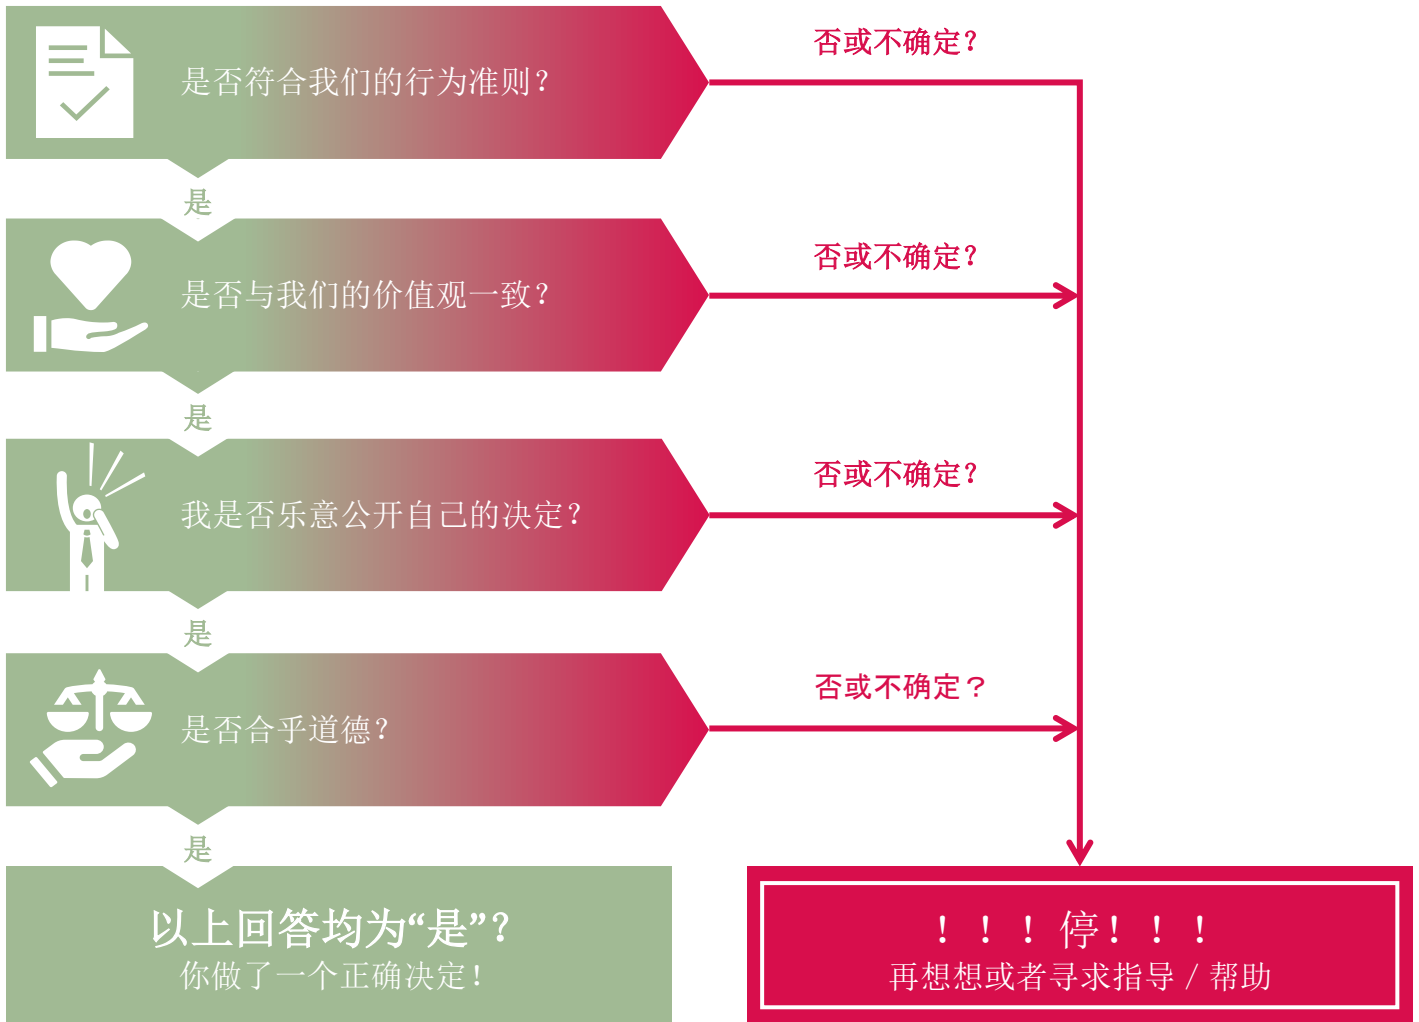 是否符合我们的行为准则？
否或不确定？
是
是否与我们的价值观一致？
否或不确定？
是
我是否乐意公开自己的决定？
否或不确定？
是
是否合乎道德？
否或不确定？
是
以上回答均为“是”？
你做了一个正确决定！
！！！停！！！
再想想或者寻求指导 / 帮助